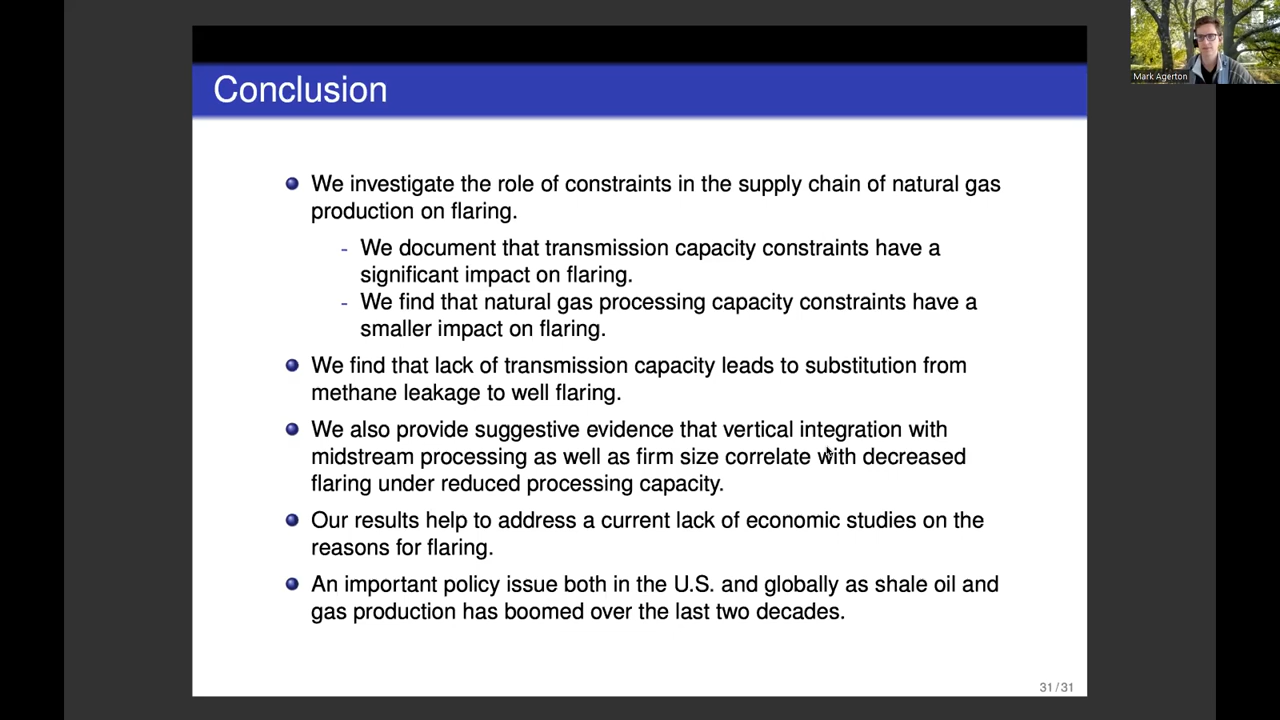 Conclusion
We investigate the role of constraints in the supply chain of natural gas
production on flaring.
- We document that transmission capacity constraints have a
significant impact on flaring.
- We find that natural gas processing capacity constraints have a
smaller impact on flaring.
We find that lack of transmission capacity leads to substitution from
methane leakage to well flaring.
We also provide suggestive evidence that vertical integration with
midstream processing as well as firm size correlate with decreased
flaring under reduced processing capacity.
Our results help to address a current lack of economic studies on the
reasons for flaring.
An important policy issue both in the U.S. and globally as shale oil and
gas production has boomed over the last two decades.
31/31
Mark Agerton